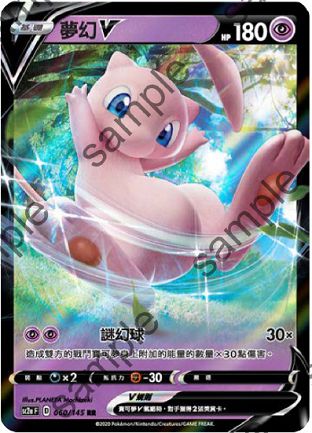 基礎 夢幻V HP 180
sample
sample
sample
sample
謎幻球 30×
造成雙方的戰鬥寶可夢身上附加的能量的數量×30點傷害。
弱點 ×2 抵抗力 -30 撤退
V規則
寶可夢V【氣絕】時，對手獲得2張獎賞卡。
Illus.PLANETA Mochizuki
sc2a F D 060/145 RR
©2020 Pokémon/Nintendo/Creatures/GAME FREAK.